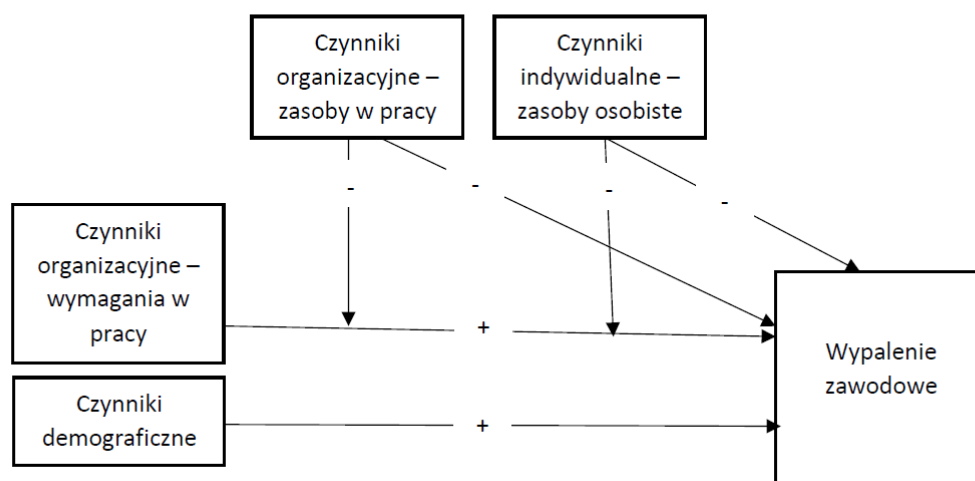 Czynniki
organizacyjne –
zasoby w pracy
Czynniki
indywidualne –
zasoby osobiste
-
-
-
-
Czynniki
organizacyjne –
wymagania w
pracy
+
Wypalenie
zawodowe
Czynniki
demograficzne
+